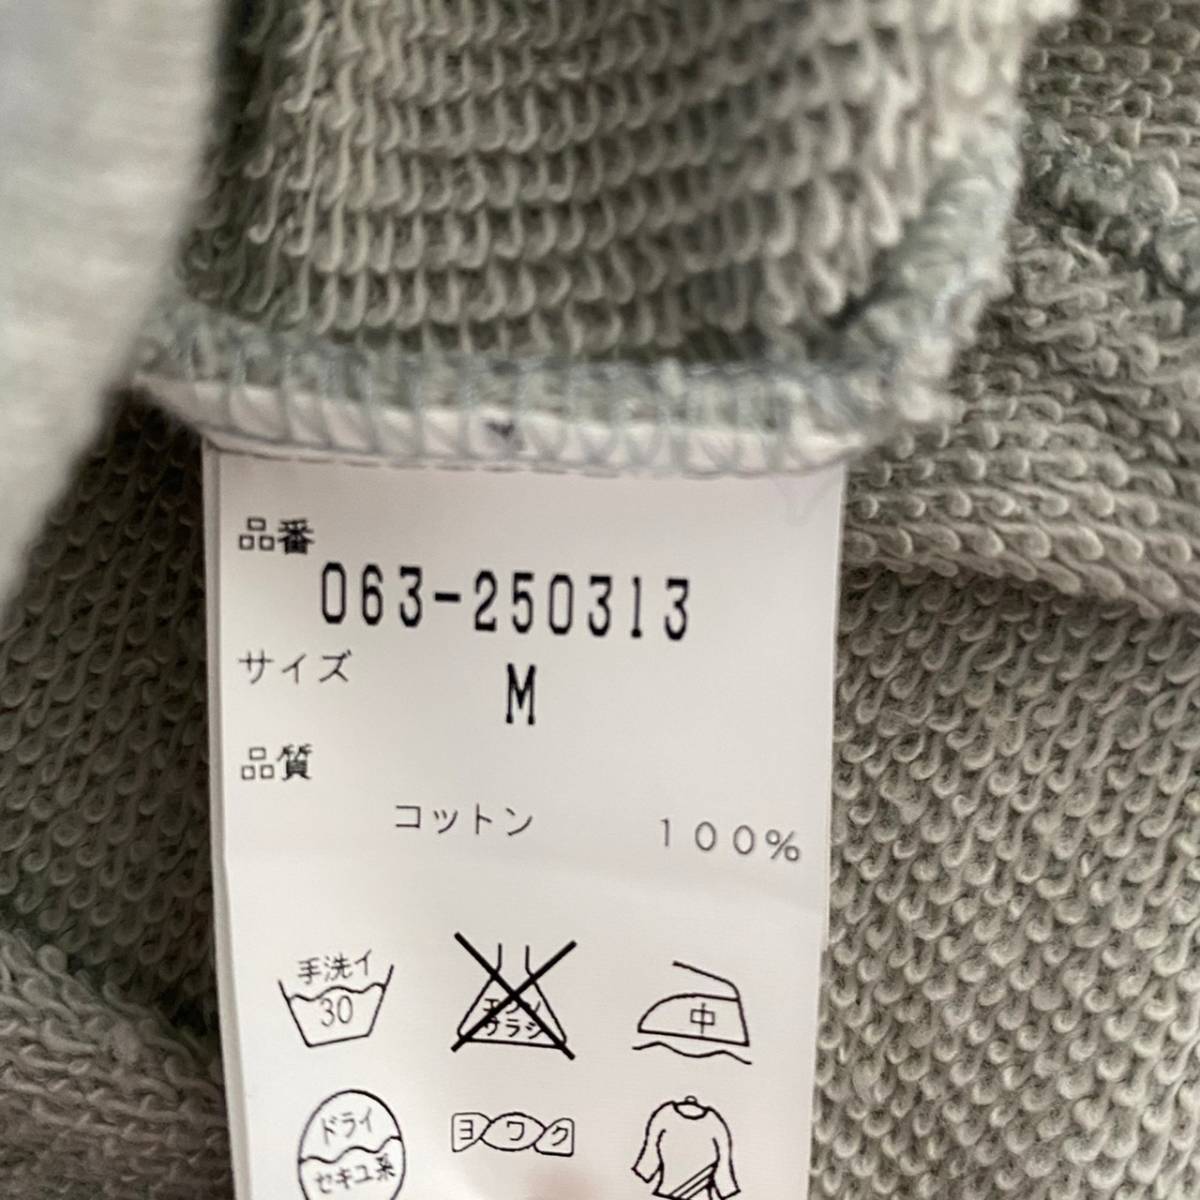 品番
063-250313
サイズ
M
品質
コットン 100%
手洗イ
30
エンソ
サラシ
中
ドライ
セキユ系
ヨワク